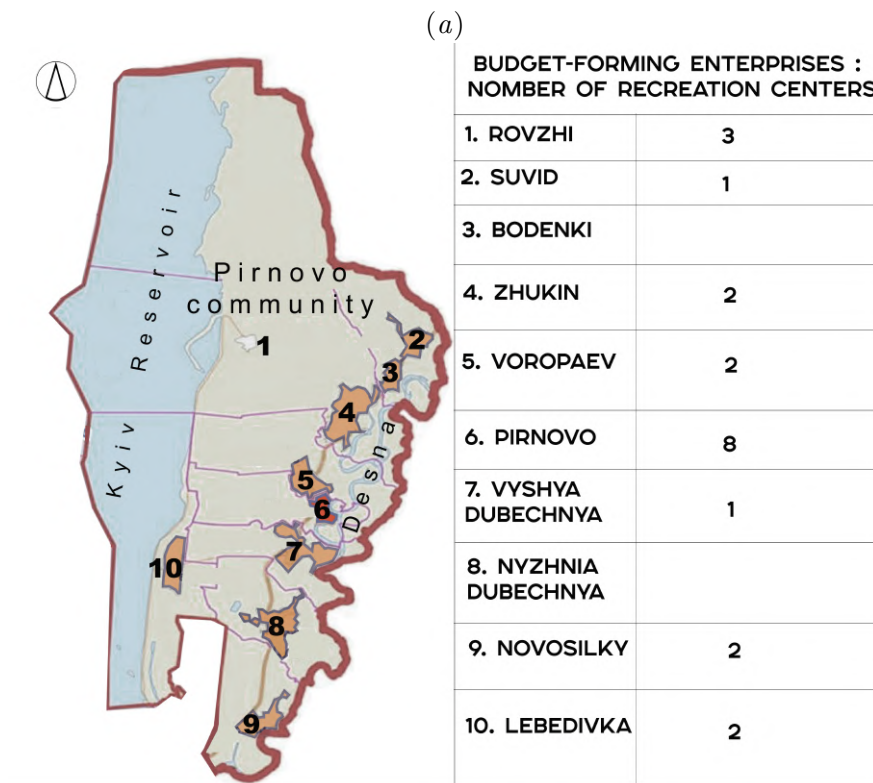 (a)
BUDGET-FORMING ENTERPRISES :
NOMBER OF RECREATION CENTERS
1. ROVZHI 3
2. SUVID 1
3. BODENKI
4. ZHUKIN 2
5. VOROPAEV 2
6. PIRNOVO 8
7. VYSHYA
DUBECHNYA 1
8. NYZHNIA
DUBECHNYA
9. NOVOSILKY 2
10. LEBEDIVKA 2
Kyiv Reservoir
Pirnovo
community
Desna
1
2
3
4
5
6
7
10
8
9